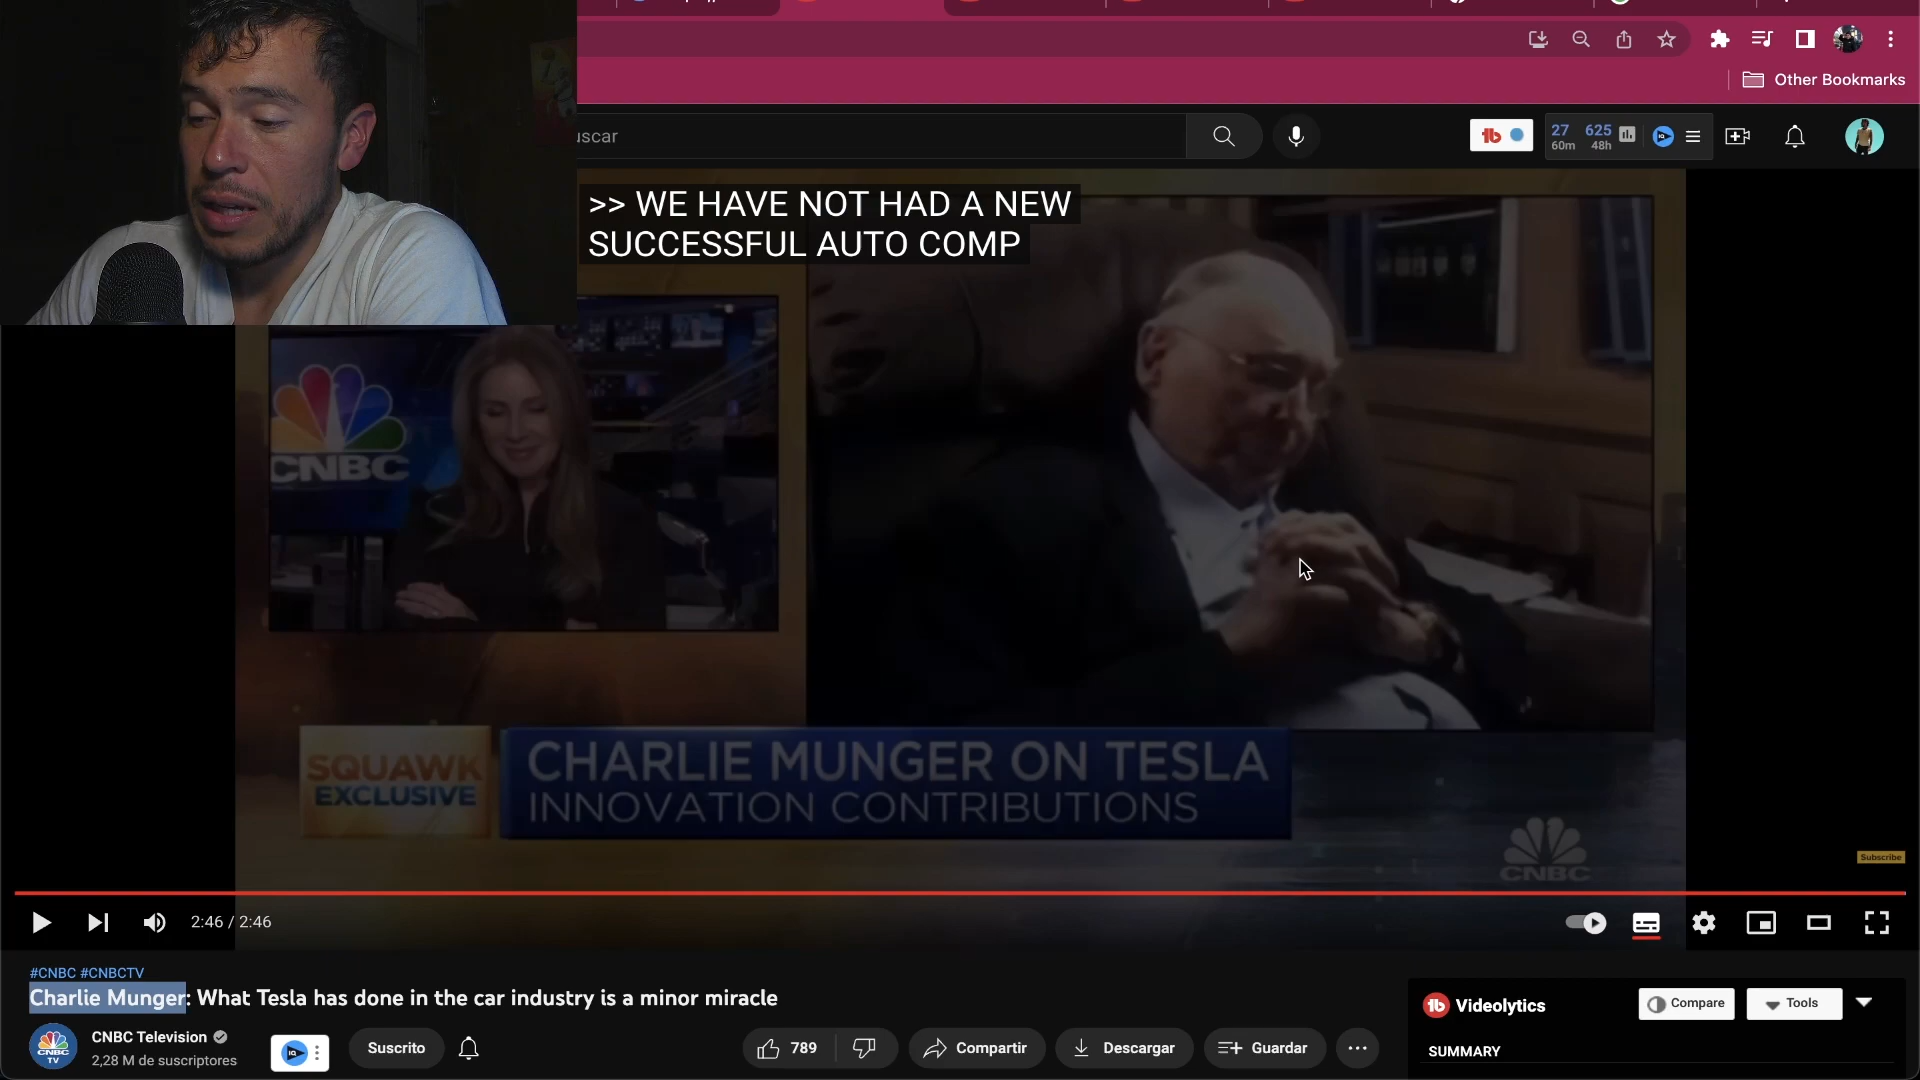 Other Bookmarks
uscar
27 625
60m 48h
>> WE HAVE NOT HAD A NEW
SUCCESSFUL AUTO COMP
CNBC
SQUAWK
EXCLUSIVE
CHARLIE MUNGER ON TESLA
INNOVATION CONTRIBUTIONS
CNBC
Subscribe
2:46 / 2:46
#CNBC #CNBCTV
Charlie Munger: What Tesla has done in the car industry is a minor miracle
CNBC Television
2,28 M de suscriptores
Suscrito
789
Compartir
Descargar
Guardar
Videolytics
Compare
Tools
SUMMARY